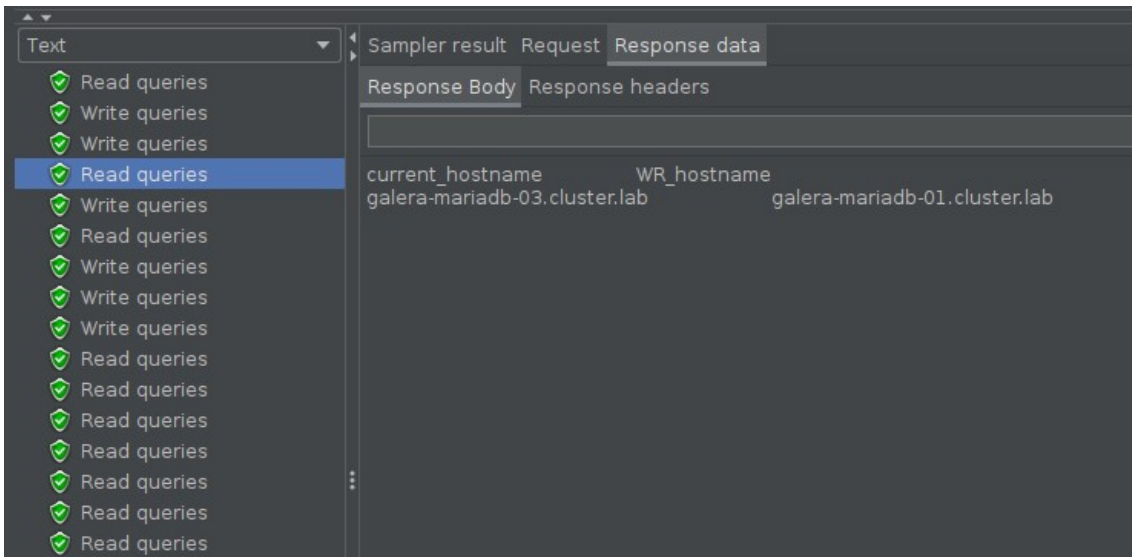 Text
Sampler result Request Response data
Read queries
Write queries
Write queries
Read queries
Write queries
Read queries
Write queries
Write queries
Write queries
Read queries
Read queries
Read queries
Read queries
Read queries
Read queries
Read queries
Response Body Response headers
current_hostname WR_hostname
galera-mariadb-03.cluster.lab galera-mariadb-01.cluster.lab